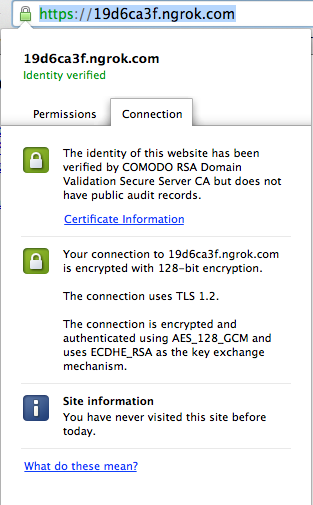 https://19d6ca3f.ngrok.com
19d6ca3f.ngrok.com
Identity verified
Permissions
Connection
The identity of this website has been
verified by COMODO RSA Domain
Validation Secure Server CA but does not
have public audit records.
Certificate Information
Your connection to 19d6ca3f.ngrok.com
is encrypted with 128-bit encryption.
The connection uses TLS 1.2.
The connection is encrypted and
authenticated using AES_128_GCM and
uses ECDHE_RSA as the key exchange
mechanism.
Site information
You have never visited this site before
today.
What do these mean?